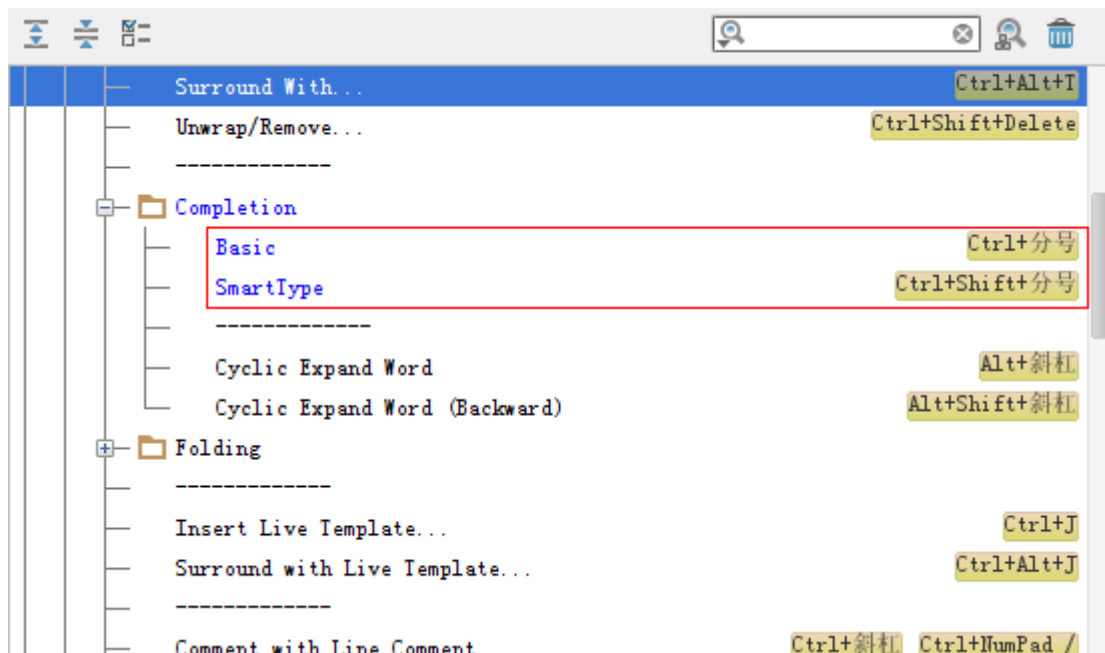 Surround With... Ctrl+Alt+T
Unwrap/Remove... Ctrl+Shift+Delete
-------------
Completion
Basic Ctrl+分号
SmartType Ctrl+Shift+分号
-------------
Cyclic Expand Word Alt+斜杠
Cyclic Expand Word (Backward) Alt+Shift+斜杠
Folding
-------------
Insert Live Template... Ctrl+J
Surround with Live Template... Ctrl+Alt+J
-------------
Comment with Line Comment Ctrl+斜杠 Ctrl+NumPad /